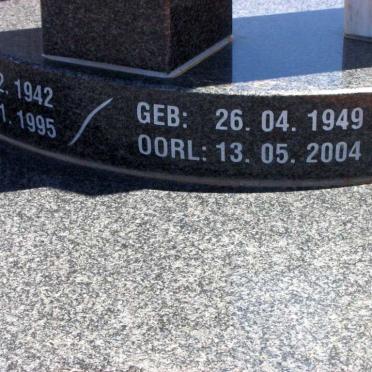 2. 1942
1. 1995
GEB: 26. 04. 1949
OORL: 13. 05. 2004